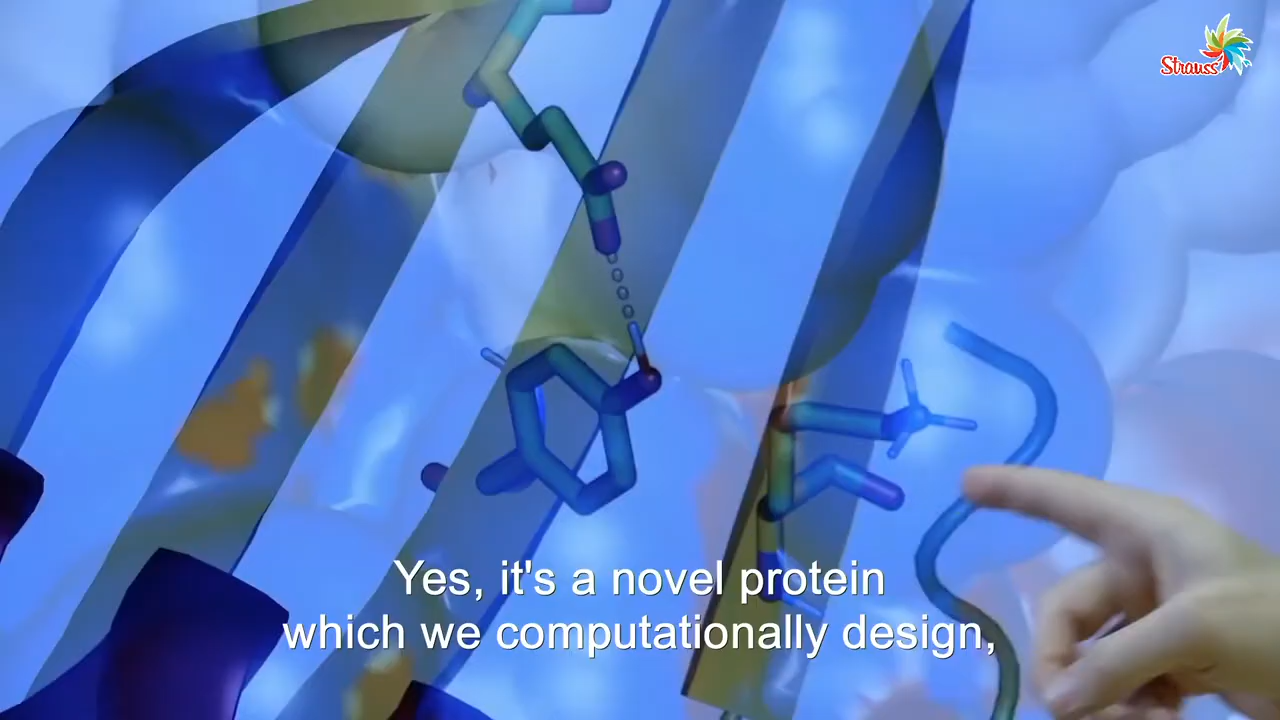 Strauss
Yes, it's a novel protein
which we computationally design,